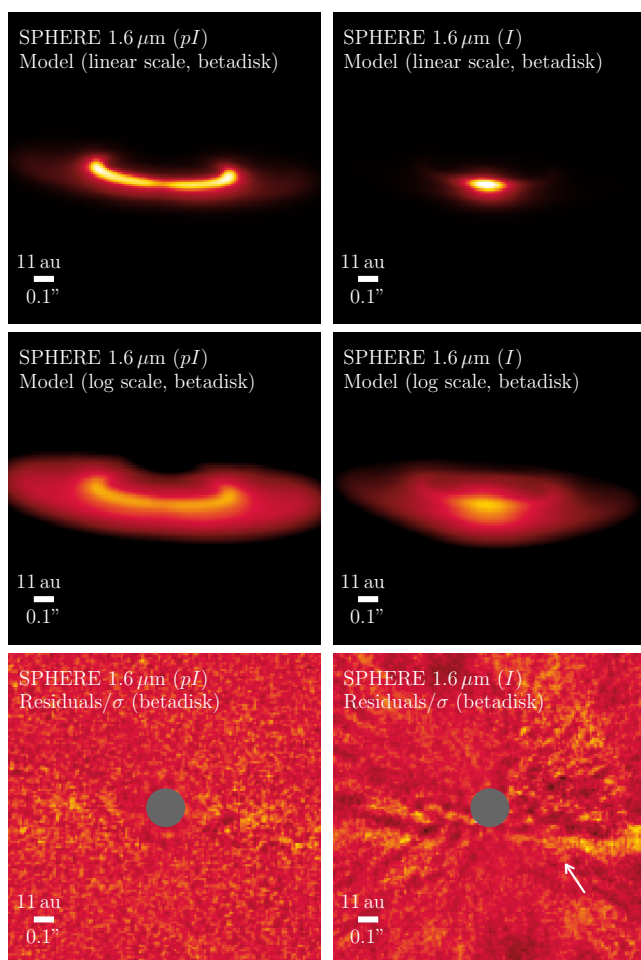 SPHERE 1.6 μm (pI)
Model (linear scale, betadisk)
11 au
0.1"
SPHERE 1.6 μm (I)
Model (linear scale, betadisk)
11 au
0.1"
SPHERE 1.6 μm (pI)
Model (log scale, betadisk)
11 au
0.1"
SPHERE 1.6 μm (I)
Model (log scale, betadisk)
11 au
0.1"
SPHERE 1.6 μm (pI)
Residuals/σ (betadisk)
11 au
0.1"
SPHERE 1.6 μm (I)
Residuals/σ (betadisk)
11 au
0.1"